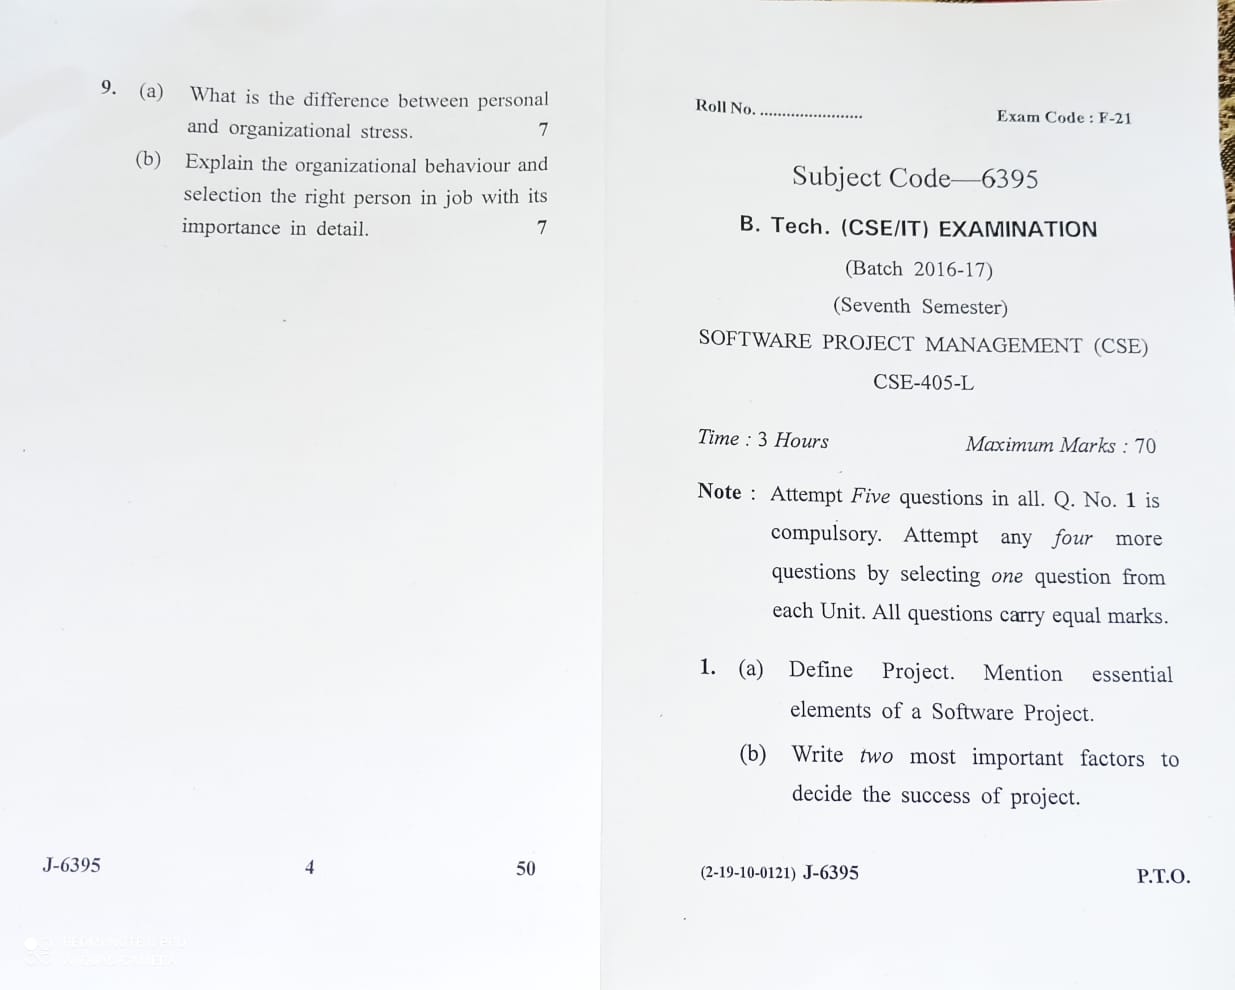 9. (a) What is the difference between personal
and organizational stress. 7
(b) Explain the organizational behaviour and
selection the right person in job with its
importance in detail. 7
J-6395 4 50
Roll No. ........................ Exam Code : F-21
Subject Code—6395
B. Tech. (CSE/IT) EXAMINATION
(Batch 2016-17)
(Seventh Semester)
SOFTWARE PROJECT MANAGEMENT (CSE)
CSE-405-L
Time : 3 Hours Maximum Marks : 70
Note : Attempt Five questions in all. Q. No. 1 is
compulsory. Attempt any four more
questions by selecting one question from
each Unit. All questions carry equal marks.
1. (a) Define Project. Mention essential
elements of a Software Project.
(b) Write two most important factors to
decide the success of project.
(2-19-10-0121) J-6395 P.T.O.